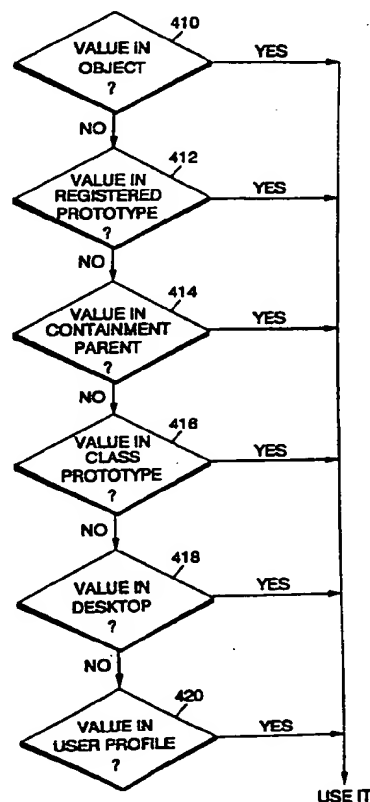 410
VALUE IN
OBJECT
?
YES
NO
412
VALUE IN
REGISTERED
PROTOTYPE
?
YES
NO
414
VALUE IN
CONTAINMENT
PARENT
?
YES
NO
416
VALUE IN
CLASS
PROTOTYPE
?
YES
NO
418
VALUE IN
DESKTOP
?
YES
NO
420
VALUE IN
USER PROFILE
?
YES
USE IT